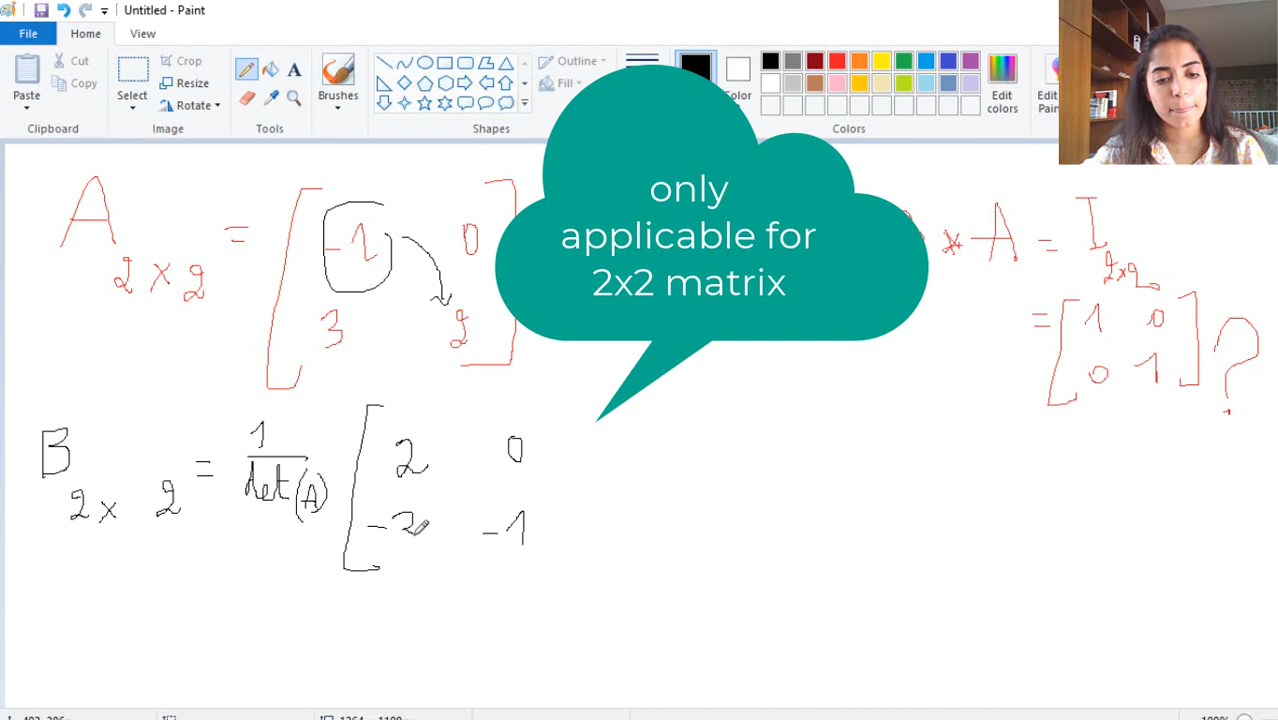 Untitled - Paint
File Home View
Paste
Cut
Copy
Clipboard
Select
Crop
Resize
Rotate
Image
Tools
Brushes
Outline
Fill
Shapes
Color
Edit colors
Colors
only
applicable for
2x2 matrix
A 2×2 = [ -1 0
3 2
* A = I 2×2
= [ 1 0
0 1 ] ?
B 2× 2 = 1 / det(A) [ 2 0
-3 -1